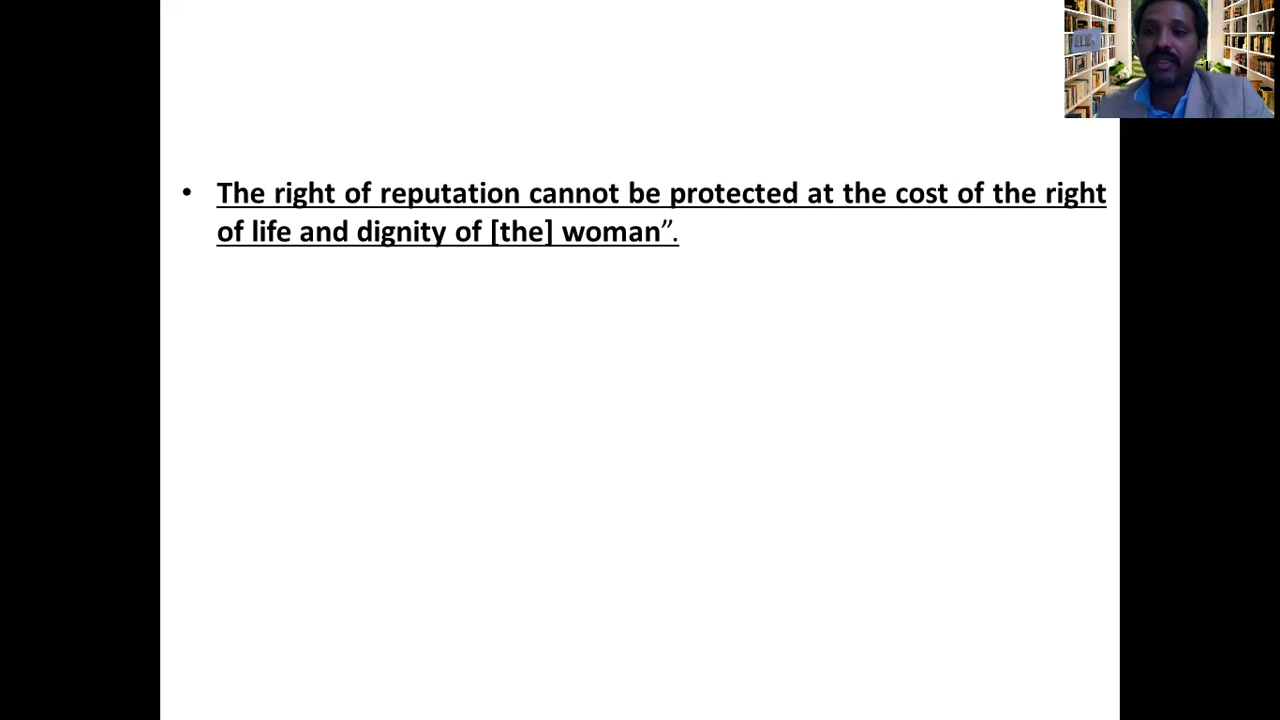 • The right of reputation cannot be protected at the cost of the right
of life and dignity of [the] woman”.